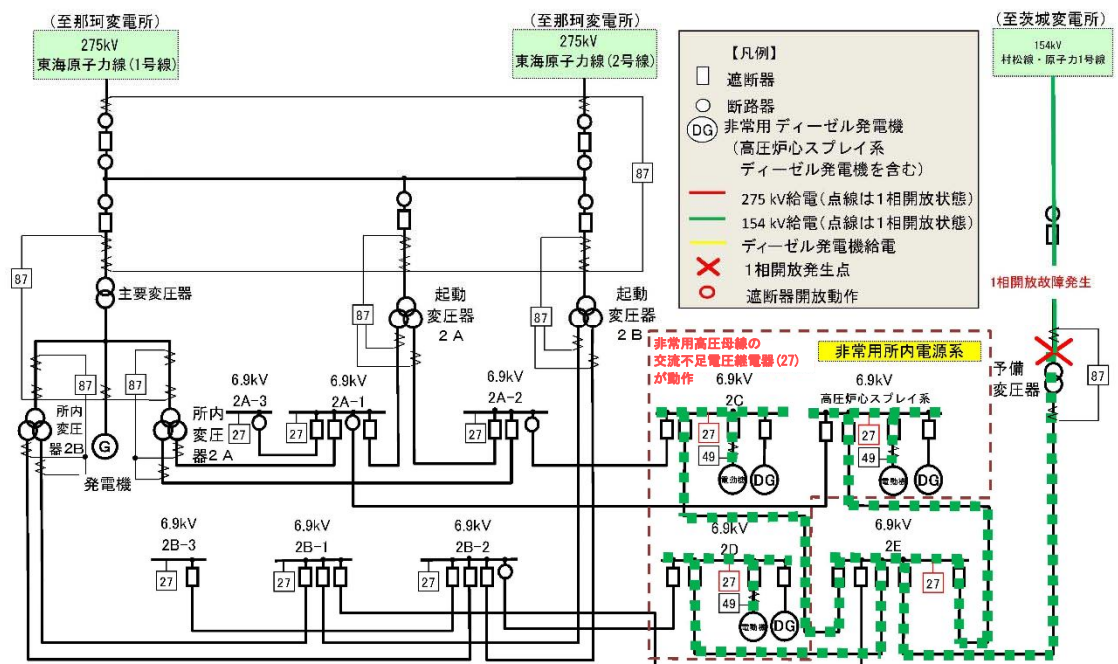 (至那珂変電所)
275kV
東海原子力線(1号線)
(至那珂変電所)
275kV
東海原子力線(2号線)
(至茨城変電所)
154kV
村松線・原子力1号線
【凡例】
遮断器
断路器
DG
非常用 ディーゼル発電機
(高圧炉心スプレイ系
ディーゼル発電機を含む)
275 kV給電(点線は1相開放状態)
154 kV給電(点線は1相開放状態)
ディーゼル発電機給電
1相開放発生点
遮断器開放動作
87
87
87
87
87
87
87
主要変圧器
起動
変圧器
2A
起動
変圧器
2B
1相開放故障発生
予備
変圧器
非常用高圧母線の
交流不足電圧継電器(27)
が動作
非常用所内電源系
所内
変圧
器2B
G
発電機
所内
変圧
器2A
6.9kV
2A-3
27
6.9kV
2A-1
27
6.9kV
2A-2
27
6.9kV
2C
27
49
電動機
DG
6.9kV
高圧炉心スプレイ系
27
49
電動機
DG
6.9kV
2B-3
27
6.9kV
2B-1
27
6.9kV
2B-2
27
6.9kV
2D
27
49
電動機
DG
6.9kV
2E
27